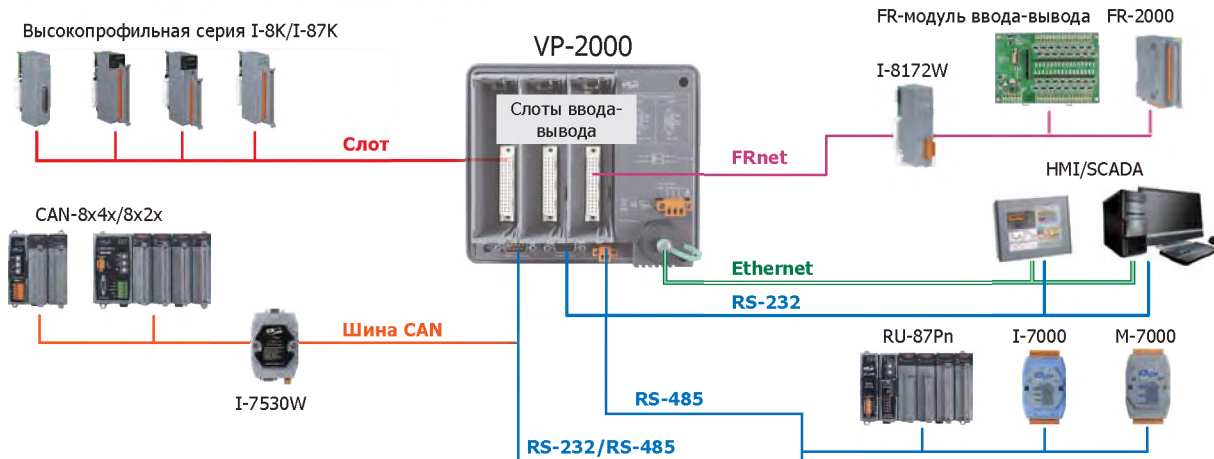 Высокопрофильная серия I-8K/I-87K
VP-2000
FR-модуль ввода-вывода
FR-2000
I-8172W
Слоты ввода-
вывода
Слот
FRnet
HMI/SCADA
CAN-8x4x/8x2x
Ethernet
RS-232
Шина CAN
I-7530W
RU-87Pn
I-7000
M-7000
RS-485
RS-232/RS-485